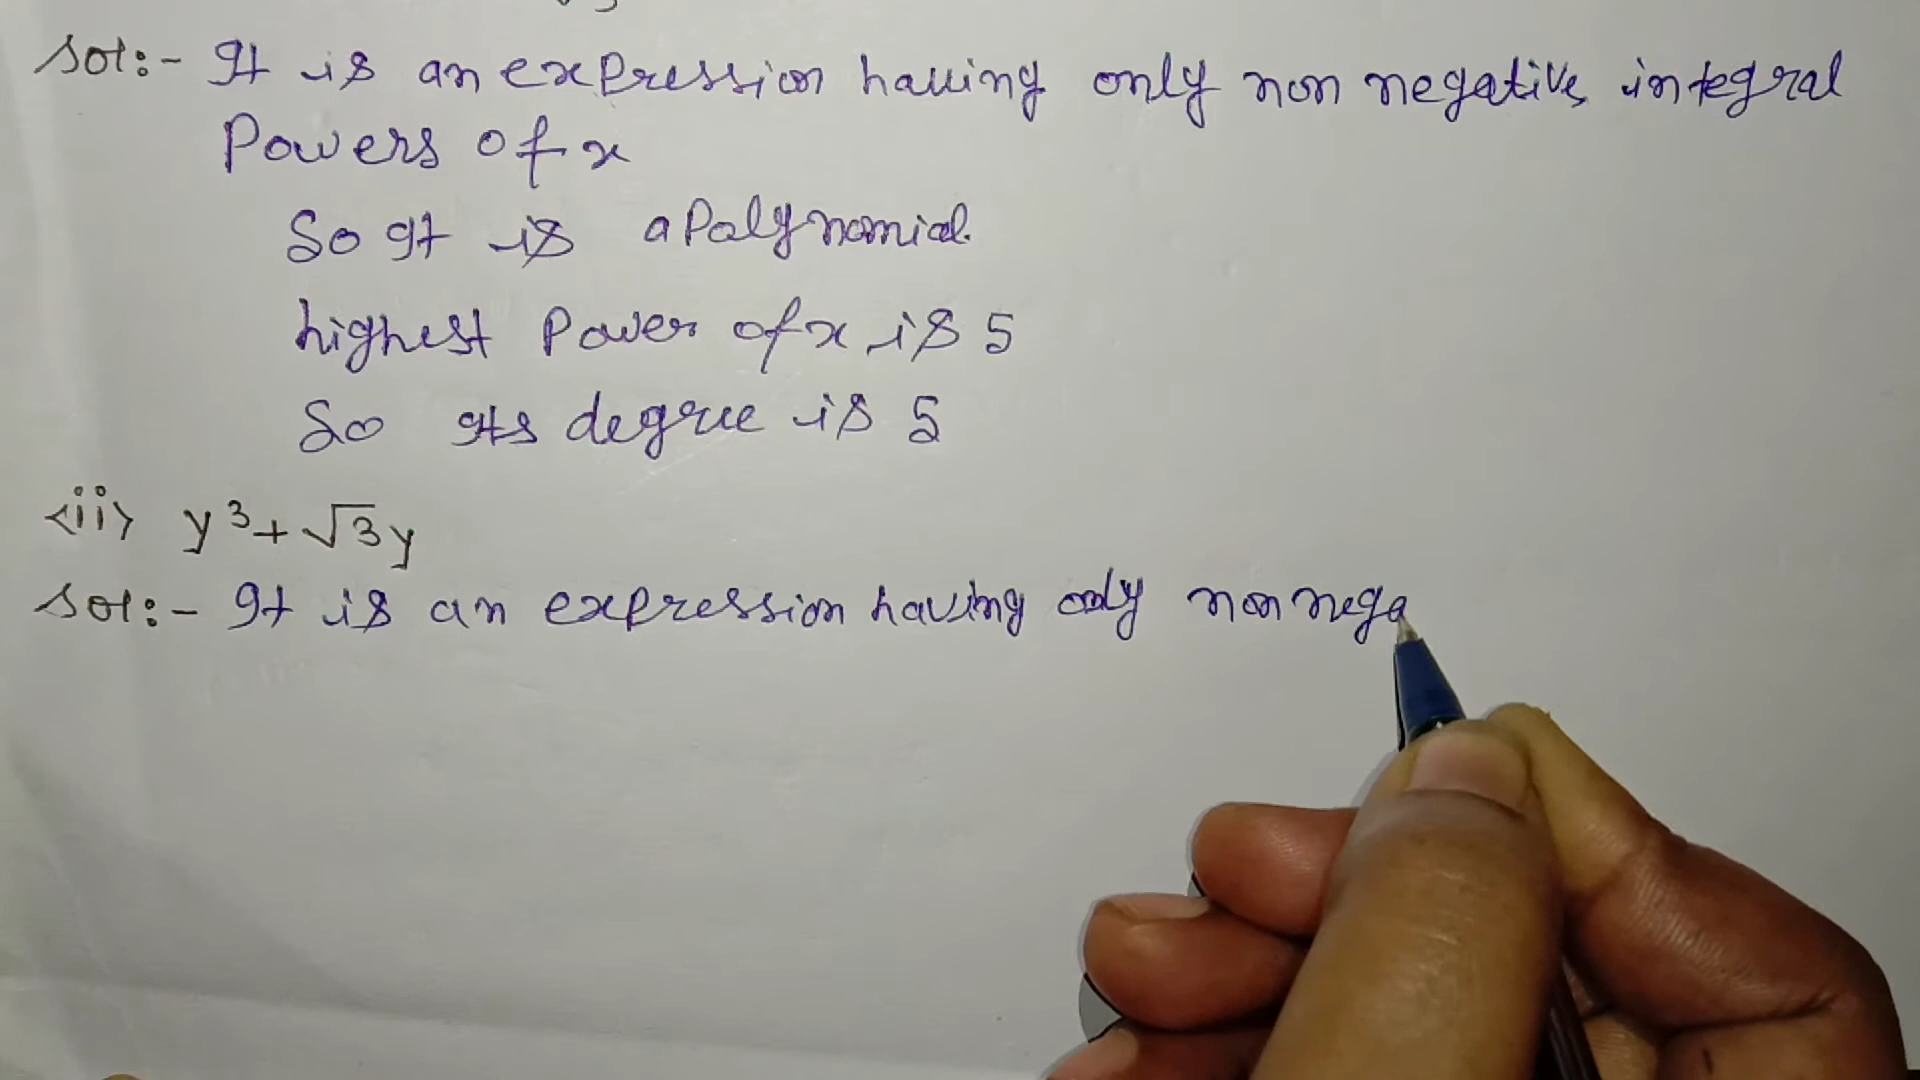 Sol:- It is an expression having only non negative integral
Powers of x
So It is a Polynomial
highest Power of x is 5
So its degree is 5
<ii> y³+√3y
Sol:- It is an expression having only non nega